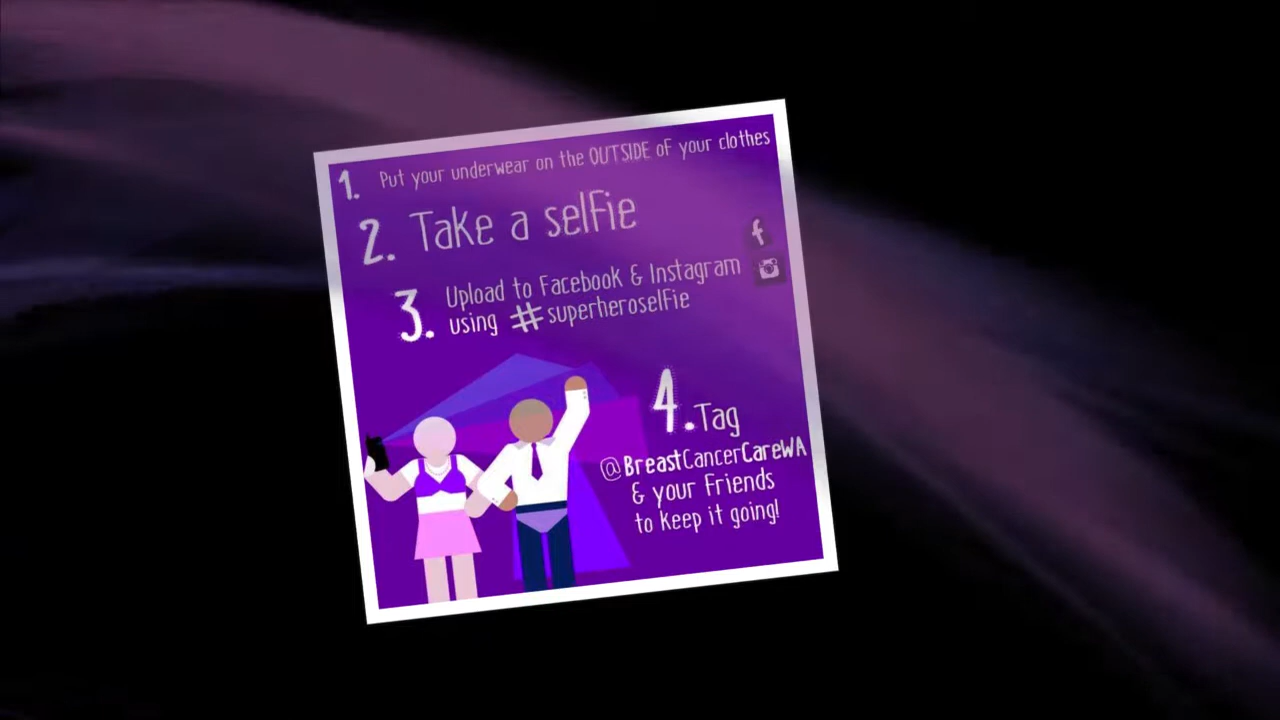 1. Put your underwear on the OUTSIDE of your clothes
2. Take a selfie
3. Upload to Facebook & Instagram
using #superheroselfie
4. Tag
@BreastCancerCareWA
& your Friends
to keep it going!